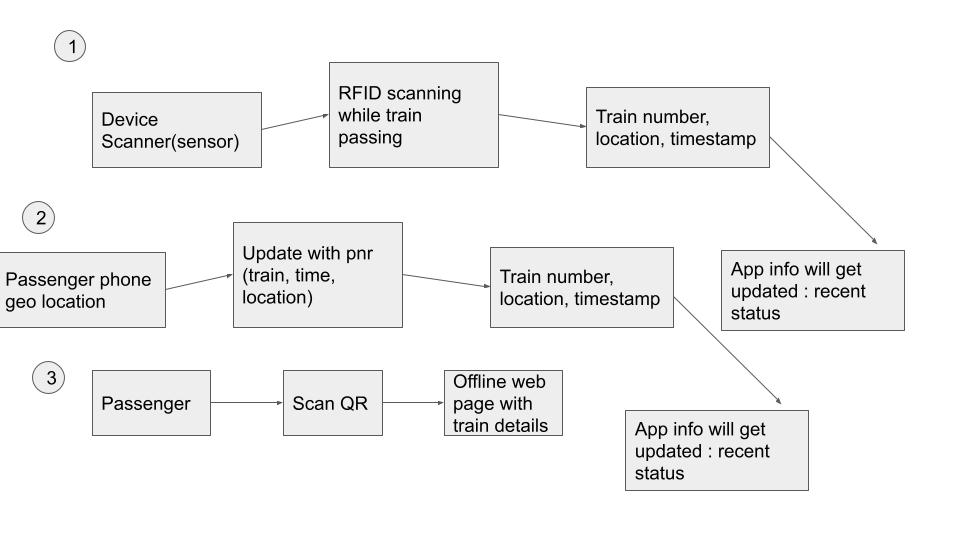 1
Device
Scanner(sensor)
RFID scanning
while train
passing
Train number,
location, timestamp
App info will get
updated : recent
status
2
Passenger phone
geo location
Update with pnr
(train, time,
location)
Train number,
location, timestamp
App info will get
updated : recent
status
3
Passenger
Scan QR
Offline web
page with
train details